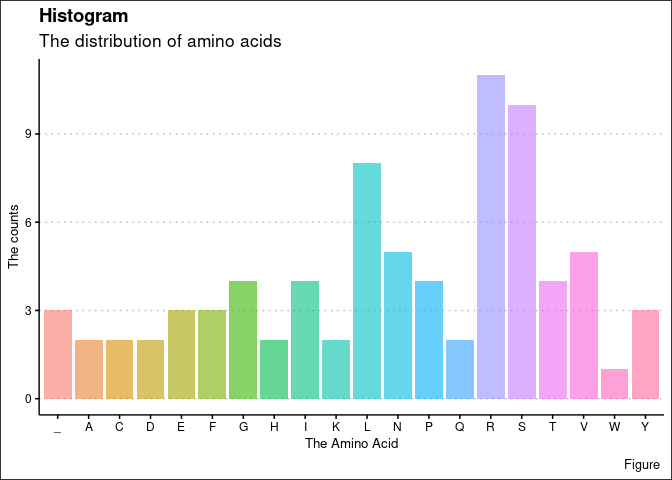 Histogram
The distribution of amino acids
The counts
9
6
3
0
_ A C D E F G H I K L N P Q R S T V W Y
The Amino Acid
Figure